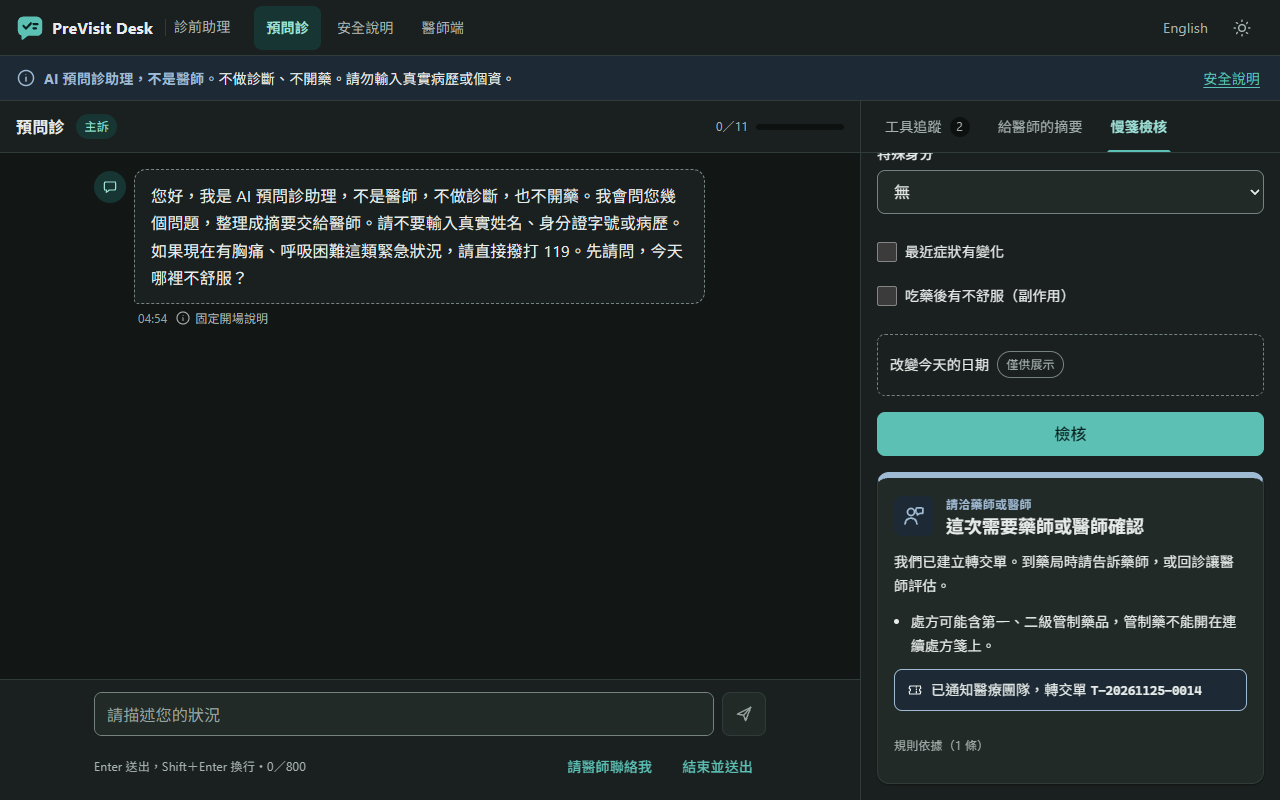 PreVisit Desk
診前助理
預問診
安全說明
醫師端
English
AI 預問診助理，不是醫師。不做診斷、不開藥。請勿輸入真實病歷或個資。
安全說明
預問診
主訴
0／11
您好，我是 AI 預問診助理，不是醫師，不做診斷，也不開藥。我會問您幾
個問題，整理成摘要交給醫師。請不要輸入真實姓名、身分證字號或病歷。
如果現在有胸痛、呼吸困難這類緊急狀況，請直接撥打 119。先請問，今天
哪裡不舒服？
04:54
固定開場說明
請描述您的狀況
Enter 送出，Shift＋Enter 換行・0／800
請醫師聯絡我
結束並送出
工具追蹤 2
給醫師的摘要
慢箋檢核
特殊身分
無
最近症狀有變化
吃藥後有不舒服（副作用）
改變今天的日期
僅供展示
檢核
請洽藥師或醫師
這次需要藥師或醫師確認
我們已建立轉交單。到藥局時請告訴藥師，或回診讓醫
師評估。
處方可能含第一、二級管制藥品，管制藥不能開在連
續處方箋上。
已通知醫療團隊，轉交單 T-20261125-0014
規則依據（1 條）